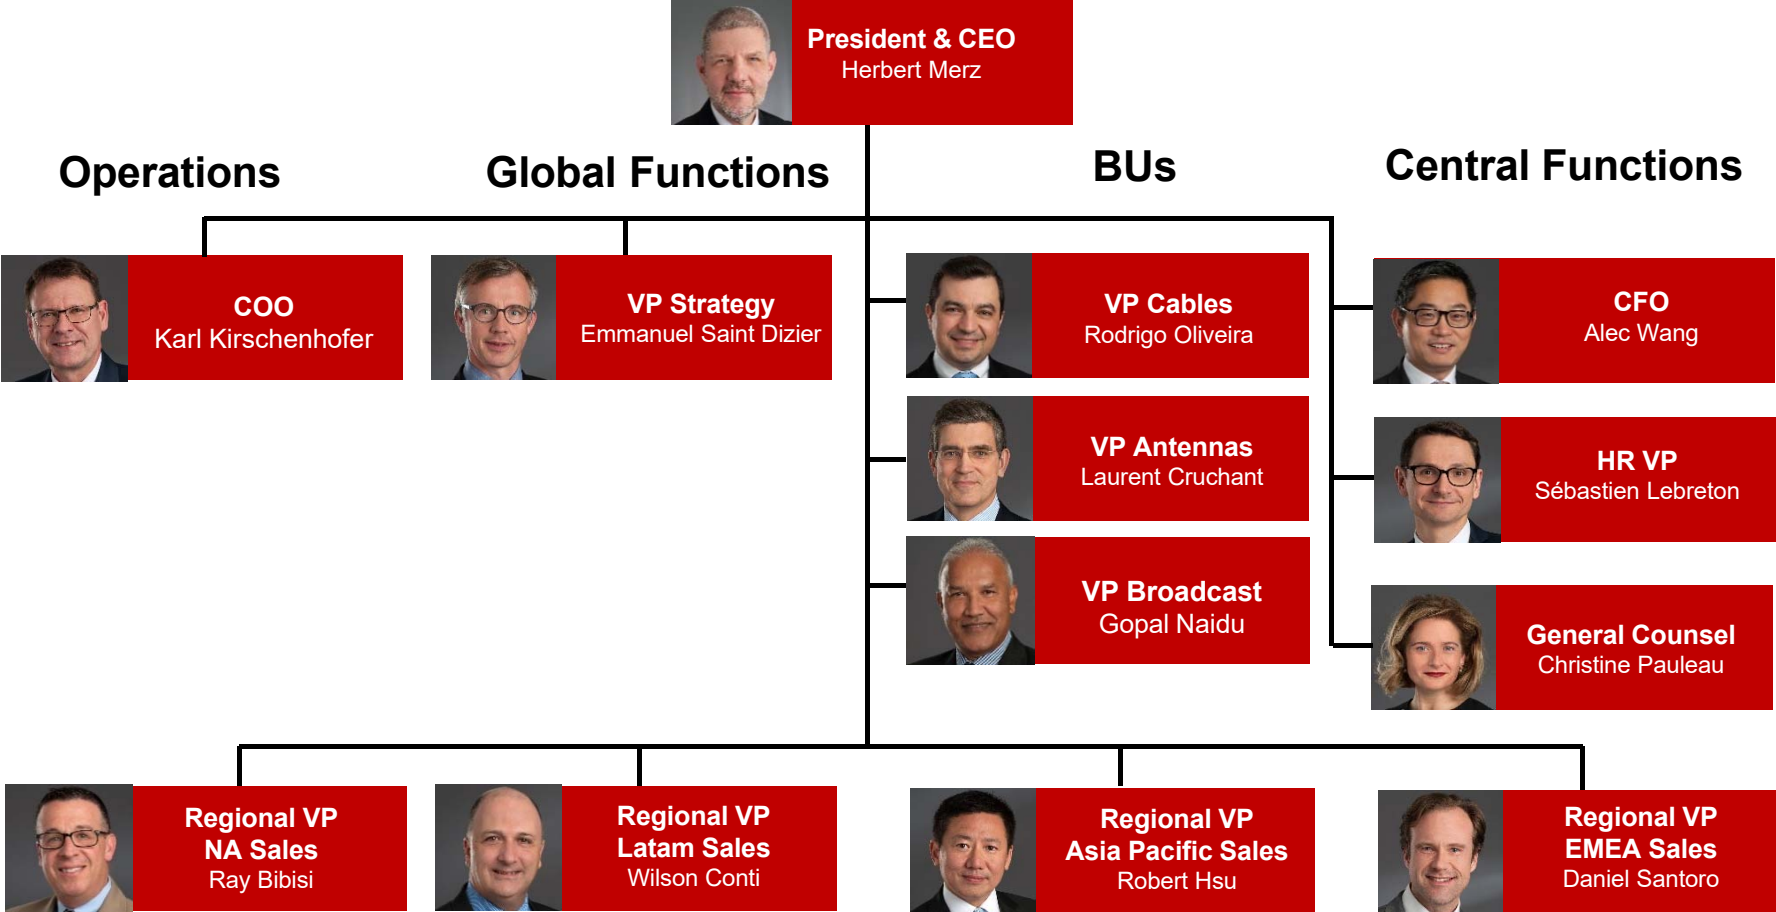 President & CEO
Herbert Merz
Operations
Global Functions
BUs
Central Functions
COO
Karl Kirschenhofer
VP Strategy
Emmanuel Saint Dizier
VP Cables
Rodrigo Oliveira
CFO
Alec Wang
VP Antennas
Laurent Cruchant
HR VP
Sébastien Lebreton
VP Broadcast
Gopal Naidu
General Counsel
Christine Pauleau
Regional VP
NA Sales
Ray Bibisi
Regional VP
Latam Sales
Wilson Conti
Regional VP
Asia Pacific Sales
Robert Hsu
Regional VP
EMEA Sales
Daniel Santoro